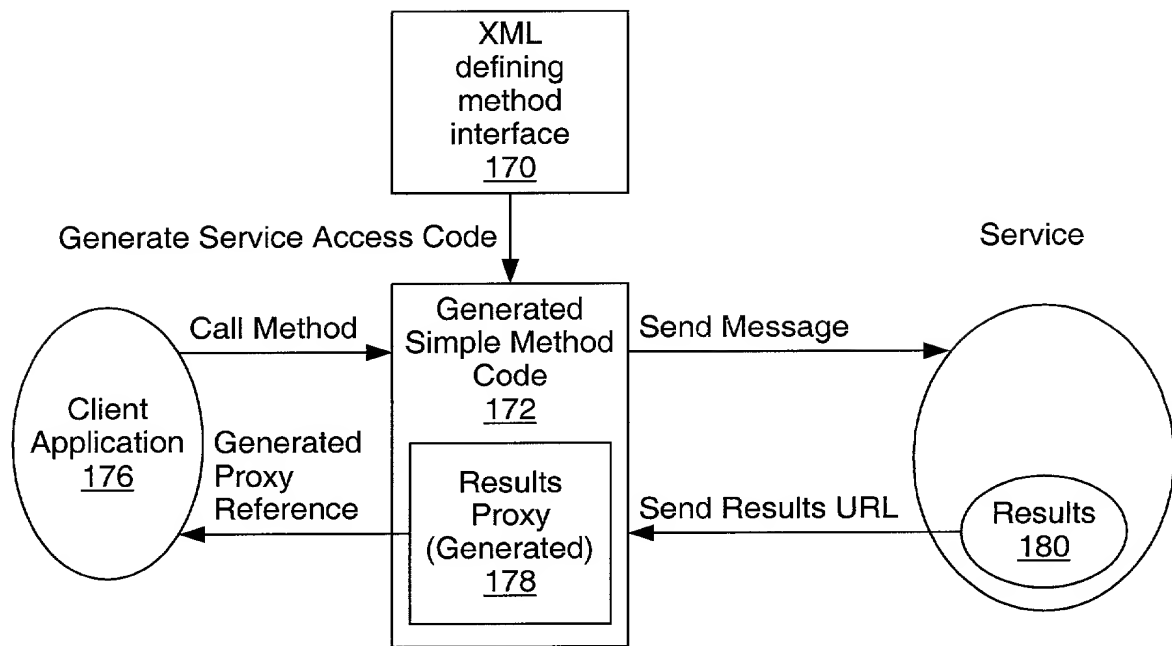 XML
defining
method
interface
170
Generate Service Access Code
Service
Generated
Simple Method
Code
172
Call Method
Send Message
Client
Application
176
Generated
Proxy
Reference
Results
Proxy
(Generated)
178
Send Results URL
Results
180